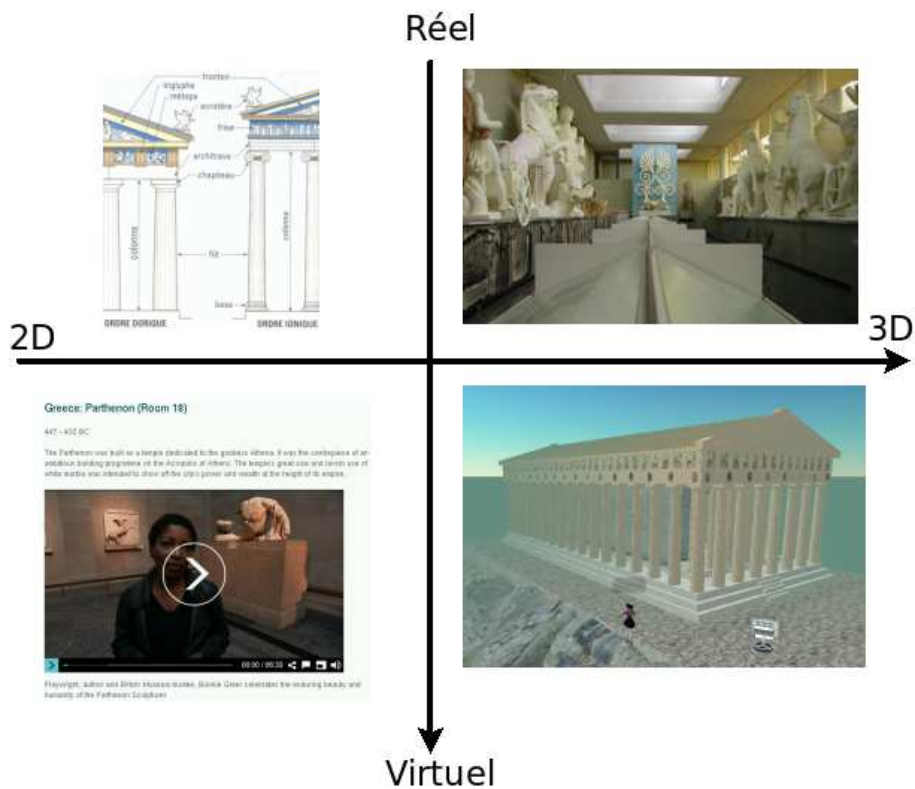 Réel
fronton
triglyphe
métope
acrotère
frise
architrave
chapiteau
colonne
colonne
fût
base
ORDRE DORIQUE
ORDRE IONIQUE
2D
3D
Greece: Parthenon (Room 18)
447 – 432 BC
The Parthenon was built as a temple dedicated to the goddess Athena. It was the centrepiece of an
ambitious building programme on the Acropolis of Athens. The temple's great size and lavish use of
white marble was intended to show off the city's power and wealth at the height of its empire.
Playwright, author and British Museum trustee, Bonnie Greer celebrates the enduring beauty and
humanity of the Parthenon Sculptures
Virtuel